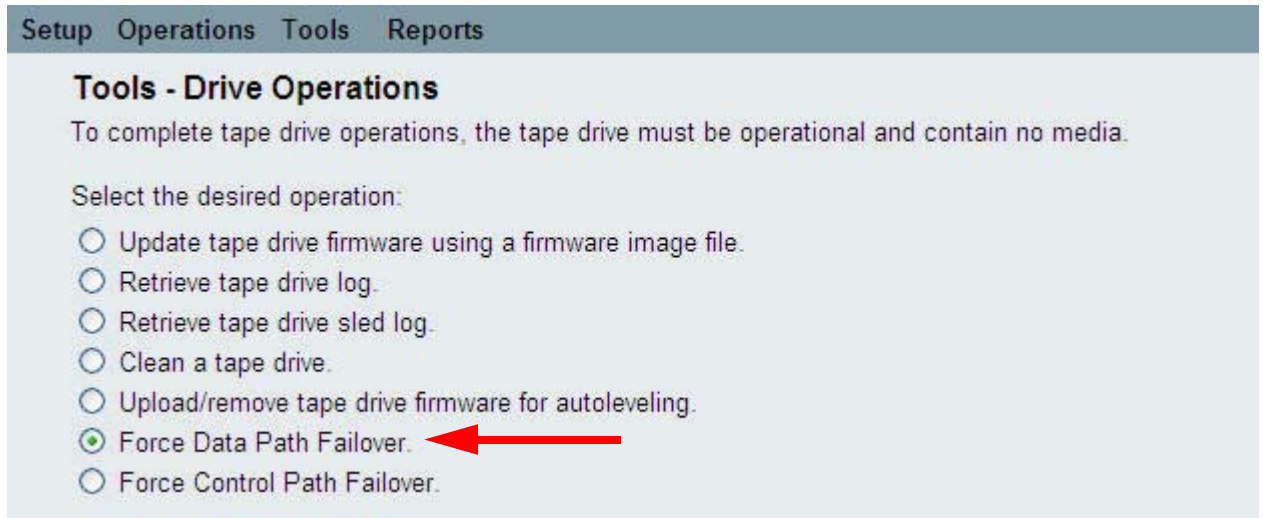 Setup Operations Tools Reports
Tools - Drive Operations
To complete tape drive operations, the tape drive must be operational and contain no media.
Select the desired operation:
Update tape drive firmware using a firmware image file.
Retrieve tape drive log.
Retrieve tape drive sled log.
Clean a tape drive.
Upload/remove tape drive firmware for autoleveling.
Force Data Path Failover.
Force Control Path Failover.